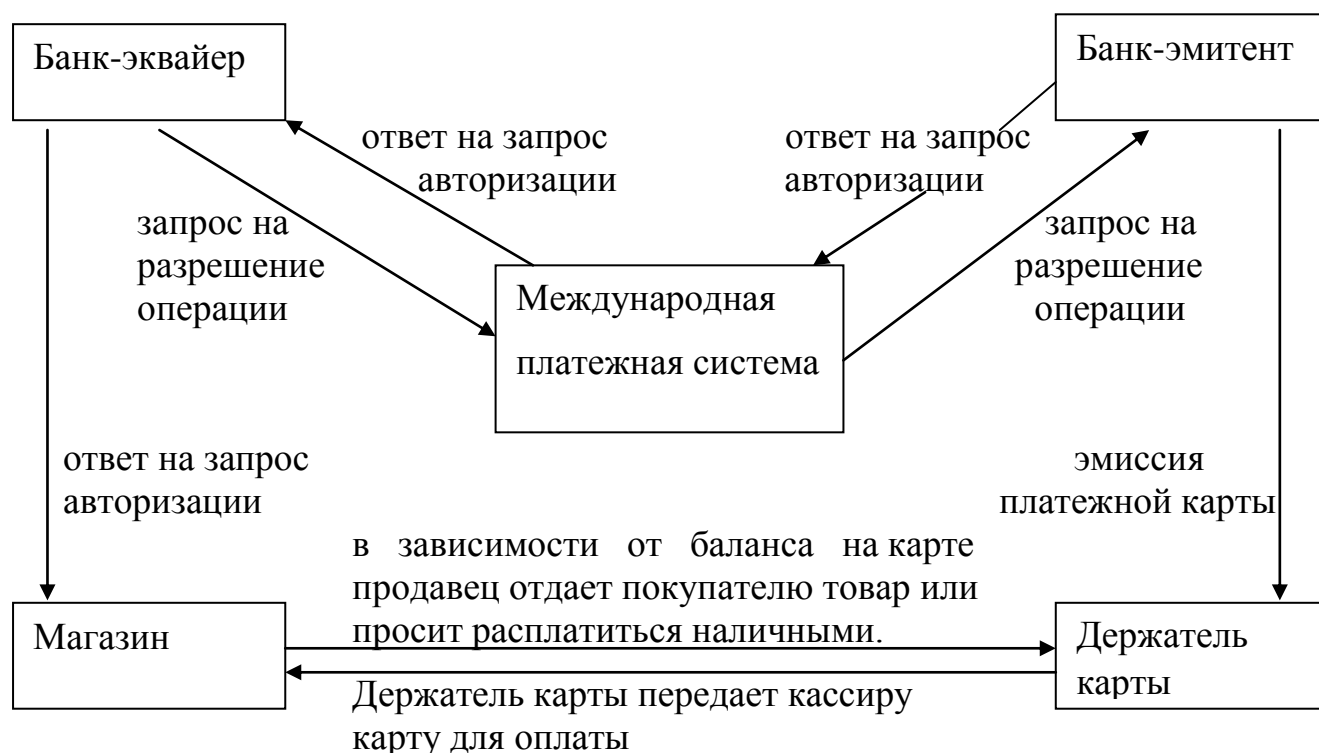 Банк-эквайер
Банк-эмитент
ответ на запрос
авторизации
ответ на запрос
авторизации
запрос на
разрешение
операции
запрос на
разрешение
операции
Международная
платежная система
ответ на запрос
авторизации
эмиссия
платежной карты
в зависимости от баланса на карте
продавец отдает покупателю товар или
просит расплатиться наличными.
Магазин
Держатель
карты
Держатель карты передает кассиру
карту для оплаты